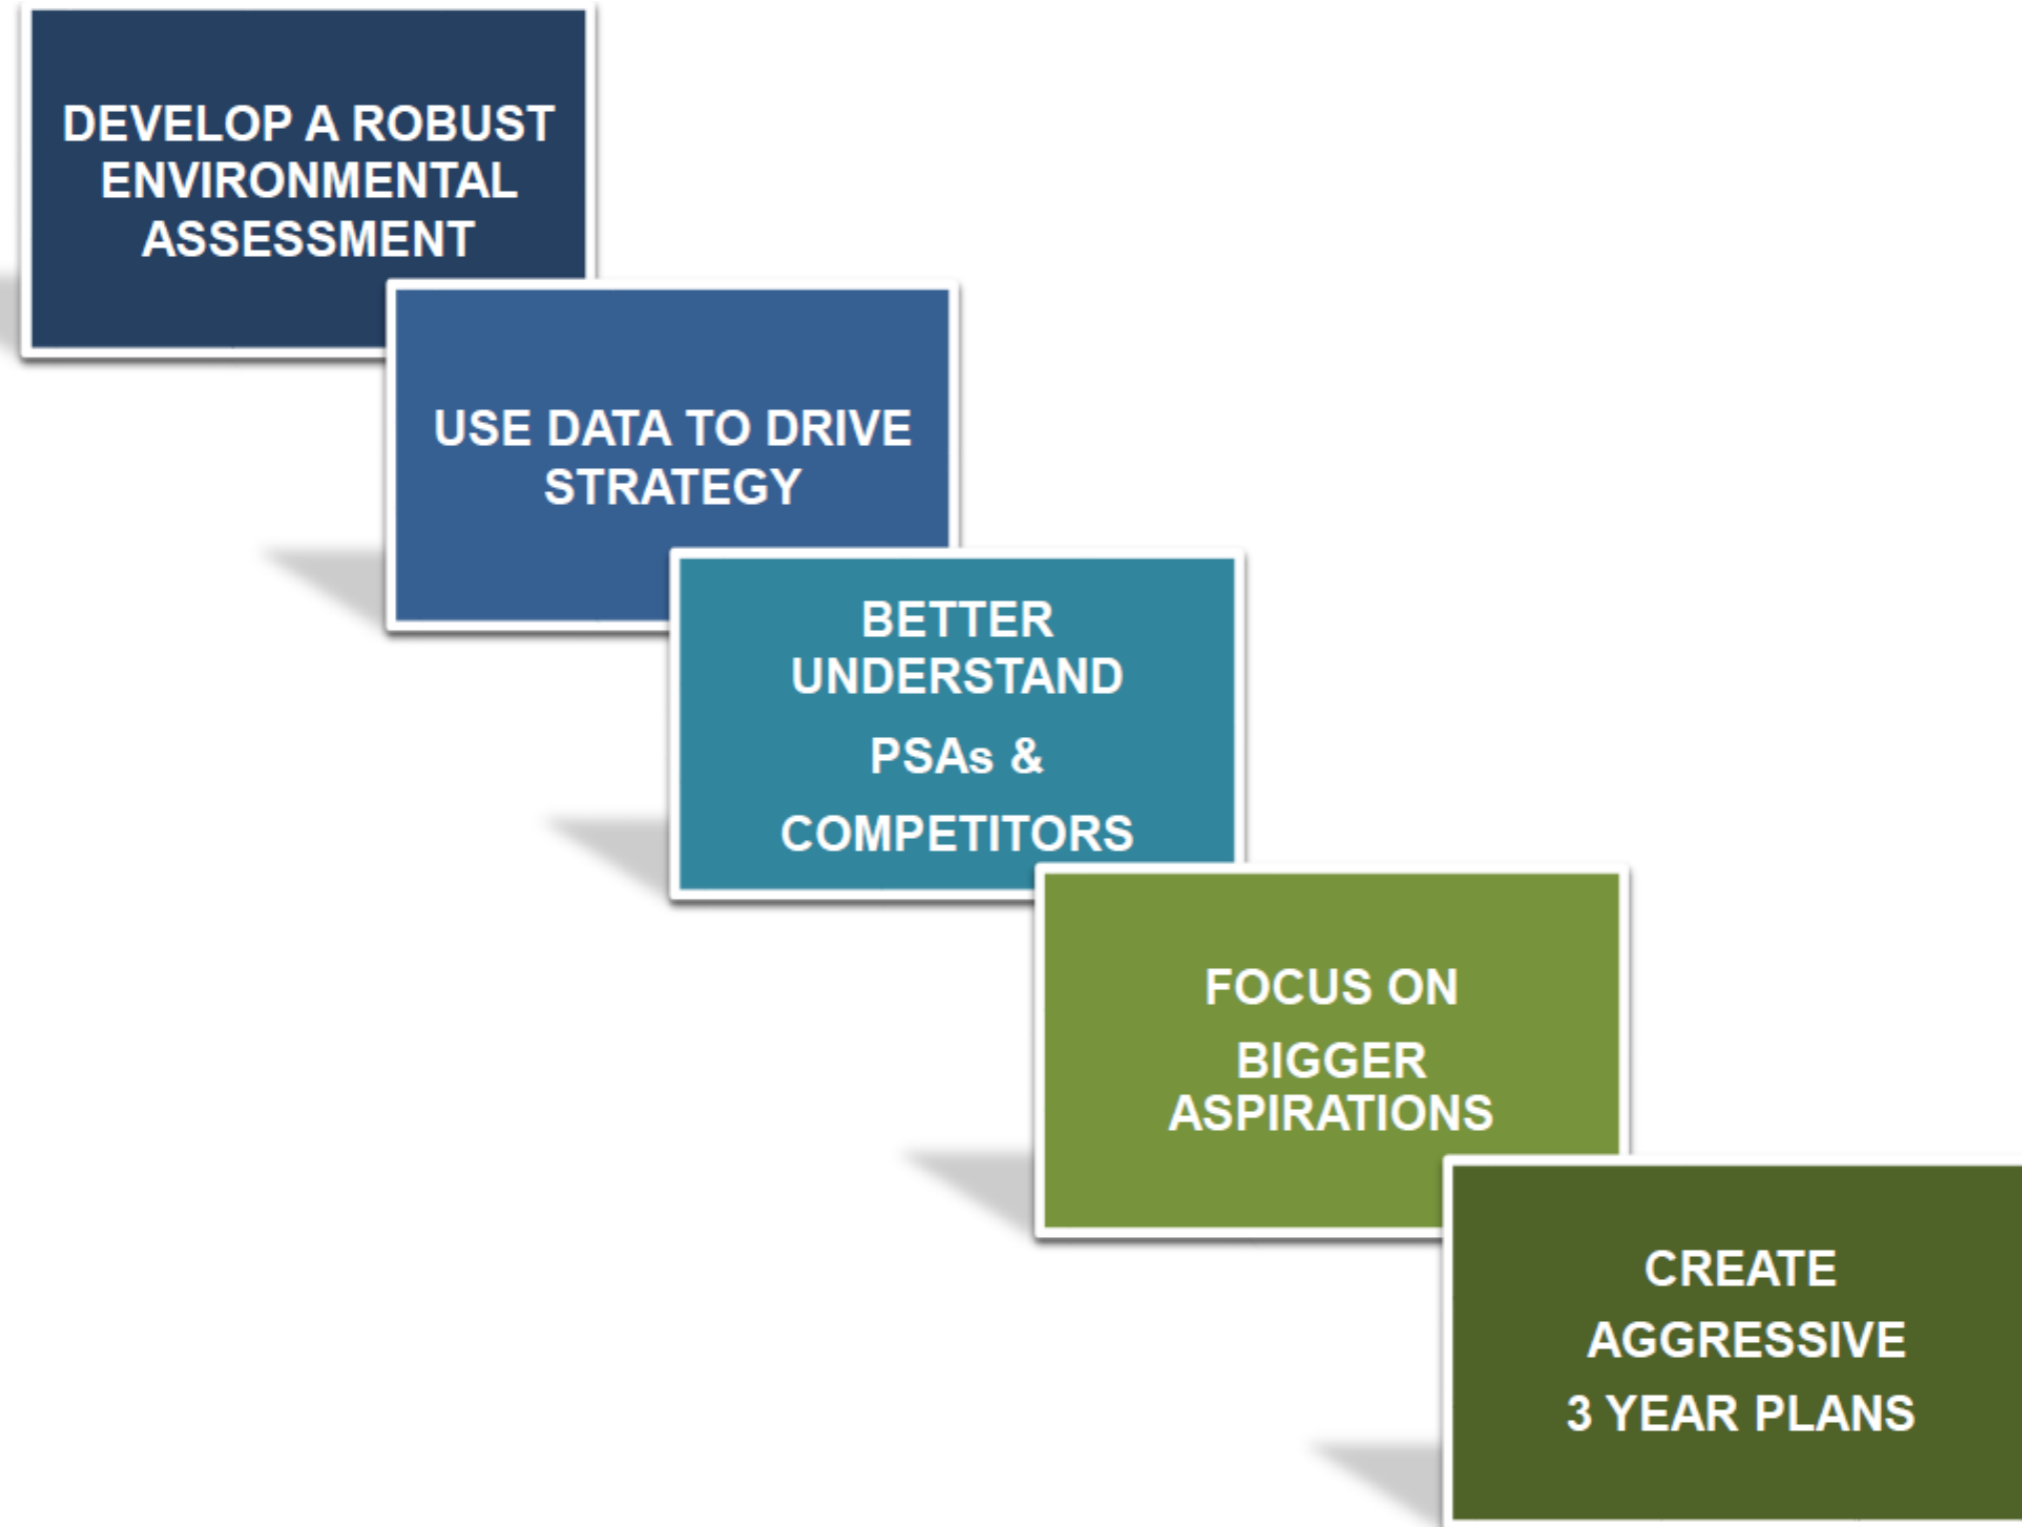 DEVELOP A ROBUST
ENVIRONMENTAL
ASSESSMENT
USE DATA TO DRIVE
STRATEGY
BETTER
UNDERSTAND
PSAs &
COMPETITORS
FOCUS ON
BIGGER
ASPIRATIONS
CREATE
AGGRESSIVE
3 YEAR PLANS